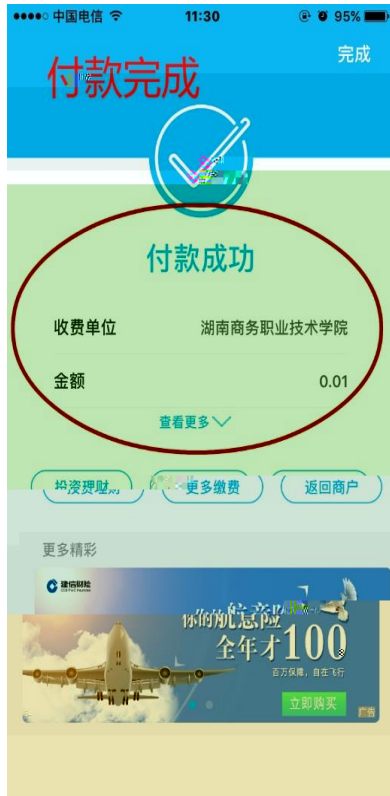 中国电信 11:30 95%
完成
付款完成
付款成功
收费单位 湖南商务职业技术学院
金额 0.01
查看更多
投资理财 更多缴费 返回商户
更多精彩
建信财险
你的航意险
全年才100
百万保障，自在飞行
立即购买
广告